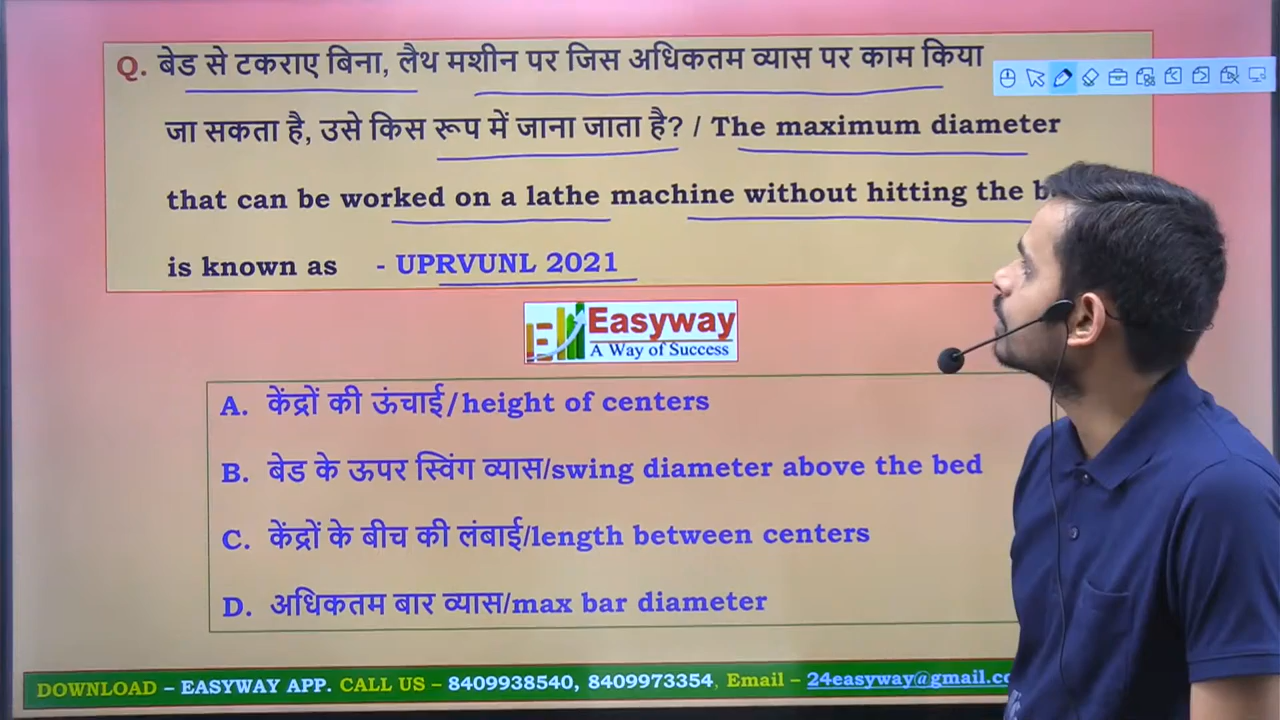 Q. बेड से टकराए बिना, लैथ मशीन पर जिस अधिकतम व्यास पर काम किया
जा सकता है, उसे किस रूप में जाना जाता है? / The maximum diameter
that can be worked on a lathe machine without hitting the
is known as - UPRVUNL 2021
Easyway
A Way of Success
A. केंद्रों की ऊंचाई/height of centers
B. बेड के ऊपर स्विंग व्यास/swing diameter above the bed
C. केंद्रों के बीच की लंबाई/length between centers
D. अधिकतम बार व्यास/max bar diameter
DOWNLOAD – EASYWAY APP. CALL US – 8409938540, 8409973354, Email – 24easyway@gmail.co